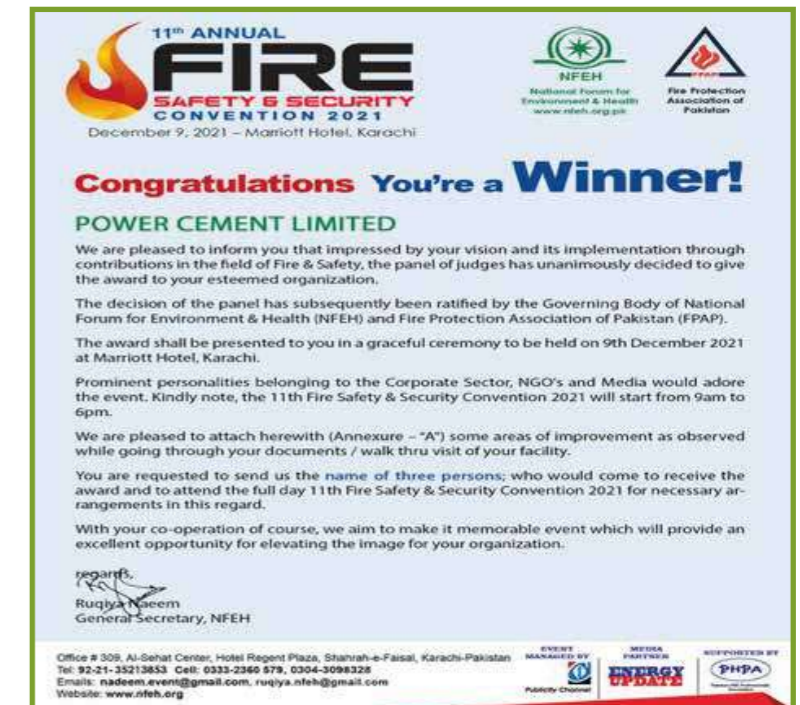 11th ANNUAL
FIRE
SAFETY & SECURITY
CONVENTION 2021
December 9, 2021 – Marriott Hotel, Karachi
NFEH
National Forum for
Environment & Health
www.nfeh.org.pk
FPAP
Fire Protection
Association of
Pakistan
Congratulations You're a Winner!
POWER CEMENT LIMITED
We are pleased to inform you that impressed by your vision and its implementation through
contributions in the field of Fire & Safety, the panel of judges has unanimously decided to give
the award to your esteemed organization.
The decision of the panel has subsequently been ratified by the Governing Body of National
Forum for Environment & Health (NFEH) and Fire Protection Association of Pakistan (FPAP).
The award shall be presented to you in a graceful ceremony to be held on 9th December 2021
at Marriott Hotel, Karachi.
Prominent personalities belonging to the Corporate Sector, NGO's and Media would adore
the event. Kindly note, the 11th Fire Safety & Security Convention 2021 will start from 9am to
6pm.
We are pleased to attach herewith (Annexure – "A") some areas of improvement as observed
while going through your documents / walk thru visit of your facility.
You are requested to send us the name of three persons; who would come to receive the
award and to attend the full day 11th Fire Safety & Security Convention 2021 for necessary ar-
rangements in this regard.
With your co-operation of course, we aim to make it memorable event which will provide an
excellent opportunity for elevating the image for your organization.
regards,
Ruqiya Naeem
General Secretary, NFEH
Office # 309, Al-Sehat Center, Hotel Regent Plaza, Shahrah-e-Faisal, Karachi-Pakistan
Tel: 92-21-35213853 Cell: 0333-2360 579, 0304-3098328
Emails: nadeem.event@gmail.com, ruqiya.nfeh@gmail.com
Website: www.nfeh.org
EVENT
MANAGED BY
Publicity Channel
MEDIA
PARTNER
ENERGY
UPDATE
SUPPORTED BY
PHPA